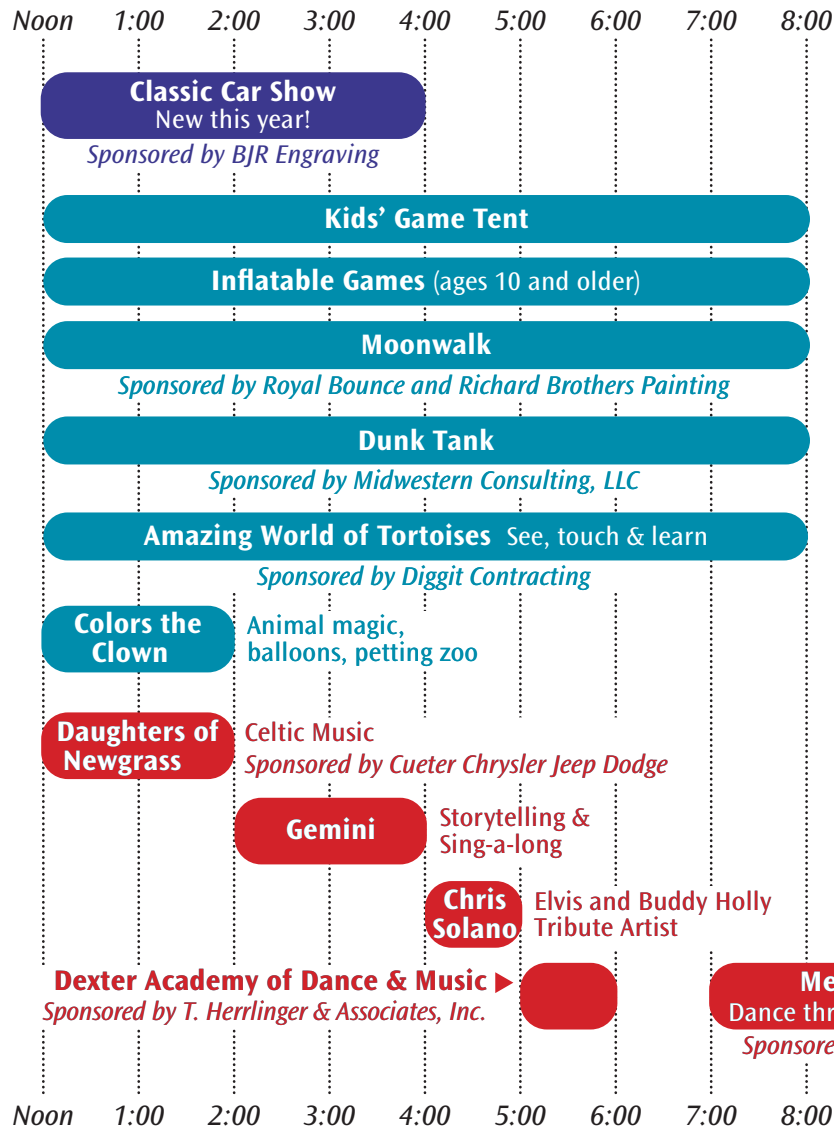 Noon 1:00 2:00 3:00 4:00 5:00 6:00 7:00 8:00
Classic Car Show
New this year!
Sponsored by BJR Engraving
Kids' Game Tent
Inflatable Games (ages 10 and older)
Moonwalk
Sponsored by Royal Bounce and Richard Brothers Painting
Dunk Tank
Sponsored by Midwestern Consulting, LLC
Amazing World of Tortoises See, touch & learn
Sponsored by Diggit Contracting
Colors the
Clown
Animal magic,
balloons, petting zoo
Daughters of
Newgrass
Celtic Music
Sponsored by Cueter Chrysler Jeep Dodge
Gemini
Storytelling &
Sing-a-long
Chris
Solano
Elvis and Buddy Holly
Tribute Artist
Dexter Academy of Dance & Music ▶
Sponsored by T. Herrlinger & Associates, Inc.
Dance
Noon 1:00 2:00 3:00 4:00 5:00 6:00 7:00 8:00